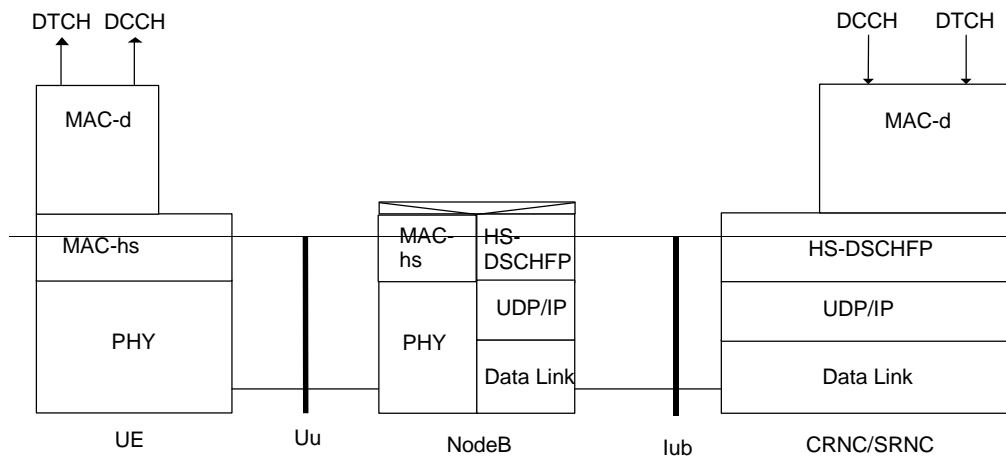 DTCH DCCH
DCCH DTCH
MAC-d
MAC-d
MAC-hs
MAC-
hs
HS-
DSCHFP
HS-DSCHFP
UDP/IP
UDP/IP
PHY
PHY
Data Link
Data Link
UE
Uu
NodeB
Iub
CRNC/SRNC